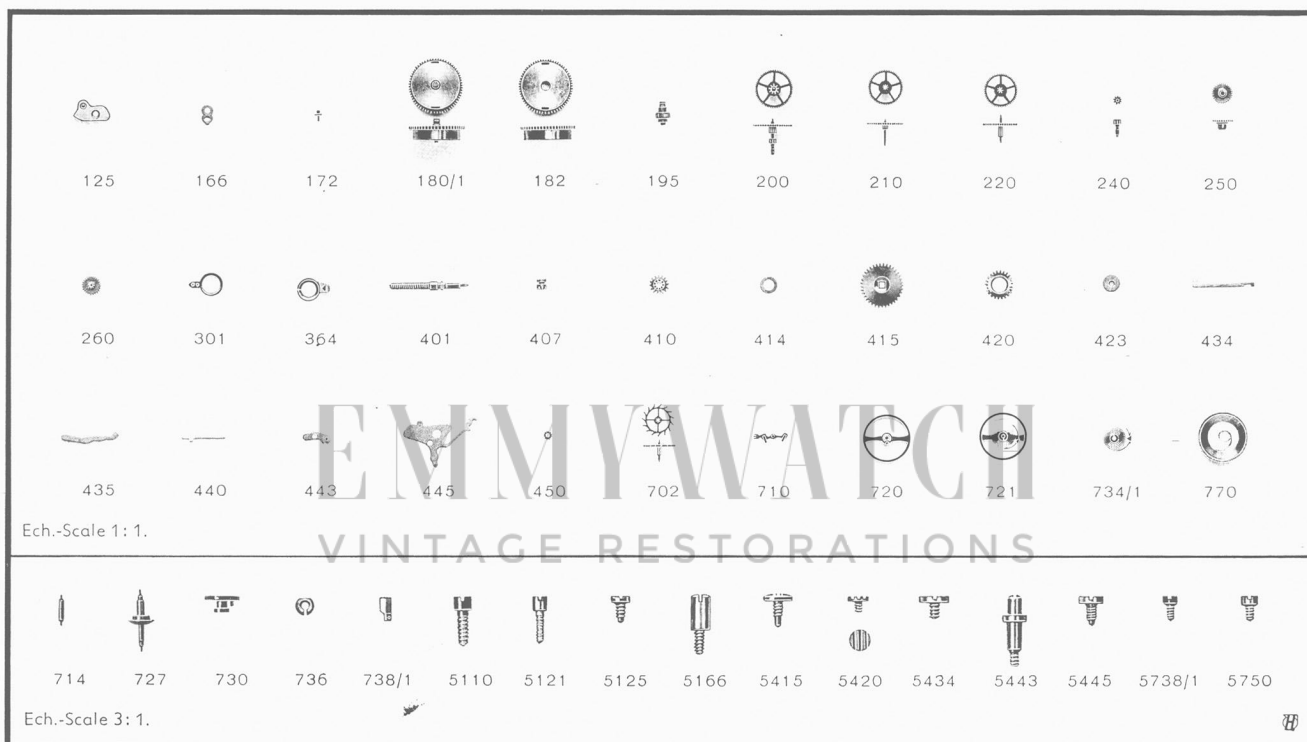 125 166 172 180/1 182 195 200 210 220 240 250
260 301 364 401 407 410 414 415 420 423 434
435 440 443 445 450 702 710 720 721 734/1 770
EMMYWATCH
Ech.-Scale 1:1.
VINTAGE RESTORATIONS
714 727 730 736 738/1 5110 5121 5125 5166 5415 5420 5434 5443 5445 5738/1 5750
Ech.-Scale 3:1.